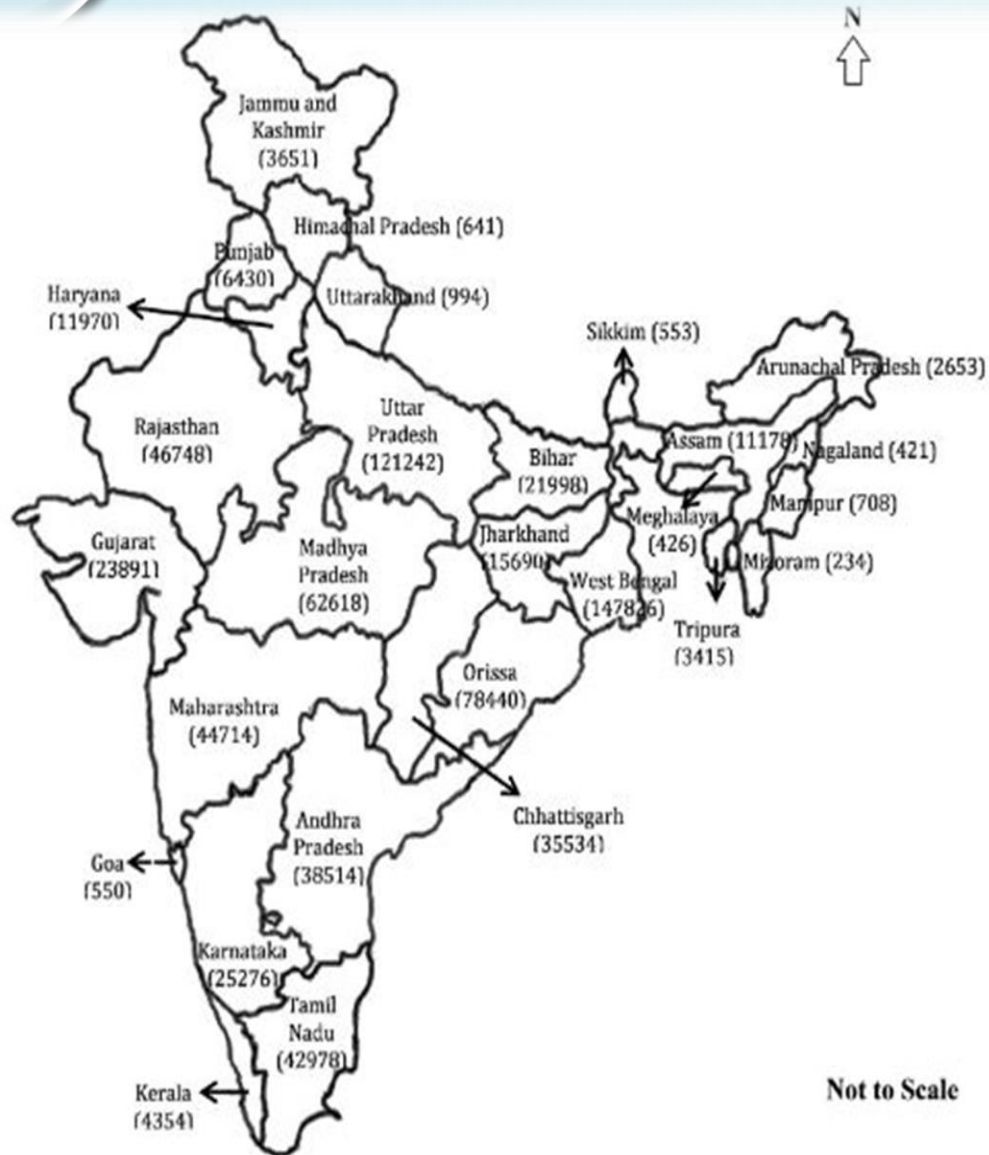 N
Jammu and
Kashmir
(3651)
Himachal Pradesh (641)
Punjab
(6430)
Haryana
(11970)
Uttarakhand (994)
Sikkim (553)
Arunachal Pradesh (2653)
Rajasthan
(46748)
Uttar
Pradesh
(121242)
Bihar
(21998)
Assam (11178)
Nagaland (421)
Manipur (708)
Meghalaya
(426)
Mizoram (234)
Tripura
(3415)
Gujarat
(23891)
Madhya
Pradesh
(62618)
Jharkhand
(15690)
West Bengal
(147826)
Orissa
(78440)
Maharashtra
(44714)
Chhattisgarh
(35534)
Andhra
Pradesh
(38514)
Goa
(550)
Karnataka
(25276)
Tamil
Nadu
(42978)
Kerala
(4354)
Not to Scale